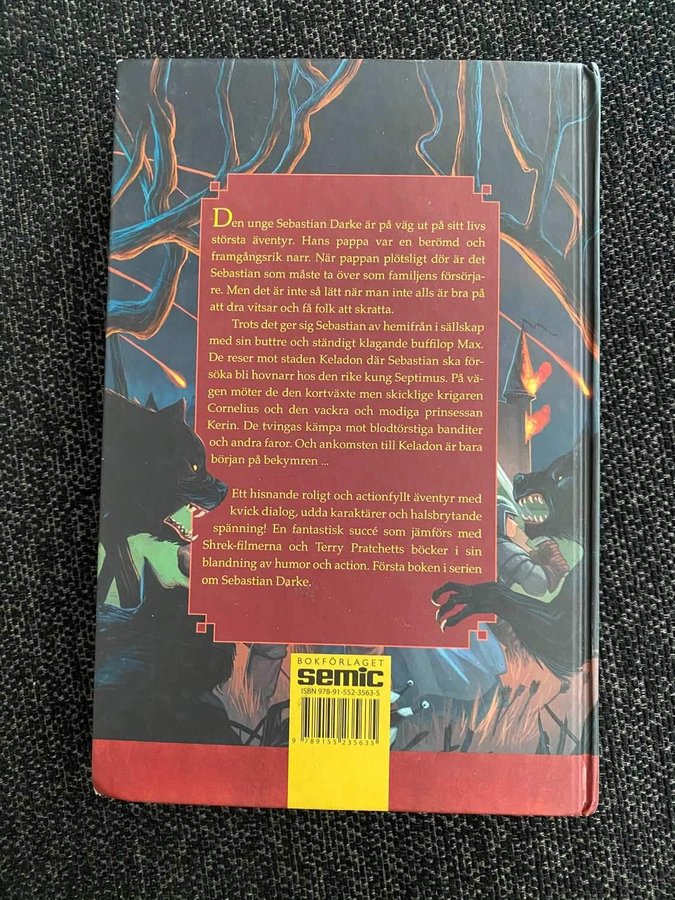 Den unge Sebastian Darke är på väg ut på sitt livs
största äventyr. Hans pappa var en berömd och
framgångsrik narr. När pappan plötsligt dör är det
Sebastian som måste ta över som familjens försörja-
re. Men det är inte så lätt när man inte alls är bra på
att dra vitsar och få folk att skratta.
Trots det ger sig Sebastian av hemifrån i sällskap
med sin buttre och ständigt klagande buffilop Max.
De reser mot staden Keladon där Sebastian ska för-
söka bli hovnarr hos den rike kung Septimus. På vä-
gen möter de den kortväxte men skicklige krigaren
Cornelius och den vackra och modiga prinsessan
Kerin. De tvingas kämpa mot blodtörstiga banditer
och andra faror. Och ankomsten till Keladon är bara
början på bekymren ...
Ett hisnande roligt och actionfyllt äventyr med
kvick dialog, udda karaktärer och halsbrytande
spänning! En fantastisk succé som jämförs med
Shrek-filmerna och Terry Pratchetts böcker i sin
blandning av humor och action. Första boken i serien
om Sebastian Darke.
BOKFÖRLAGET
semic
ISBN 978-91-552-3563-5
9 789155 235635